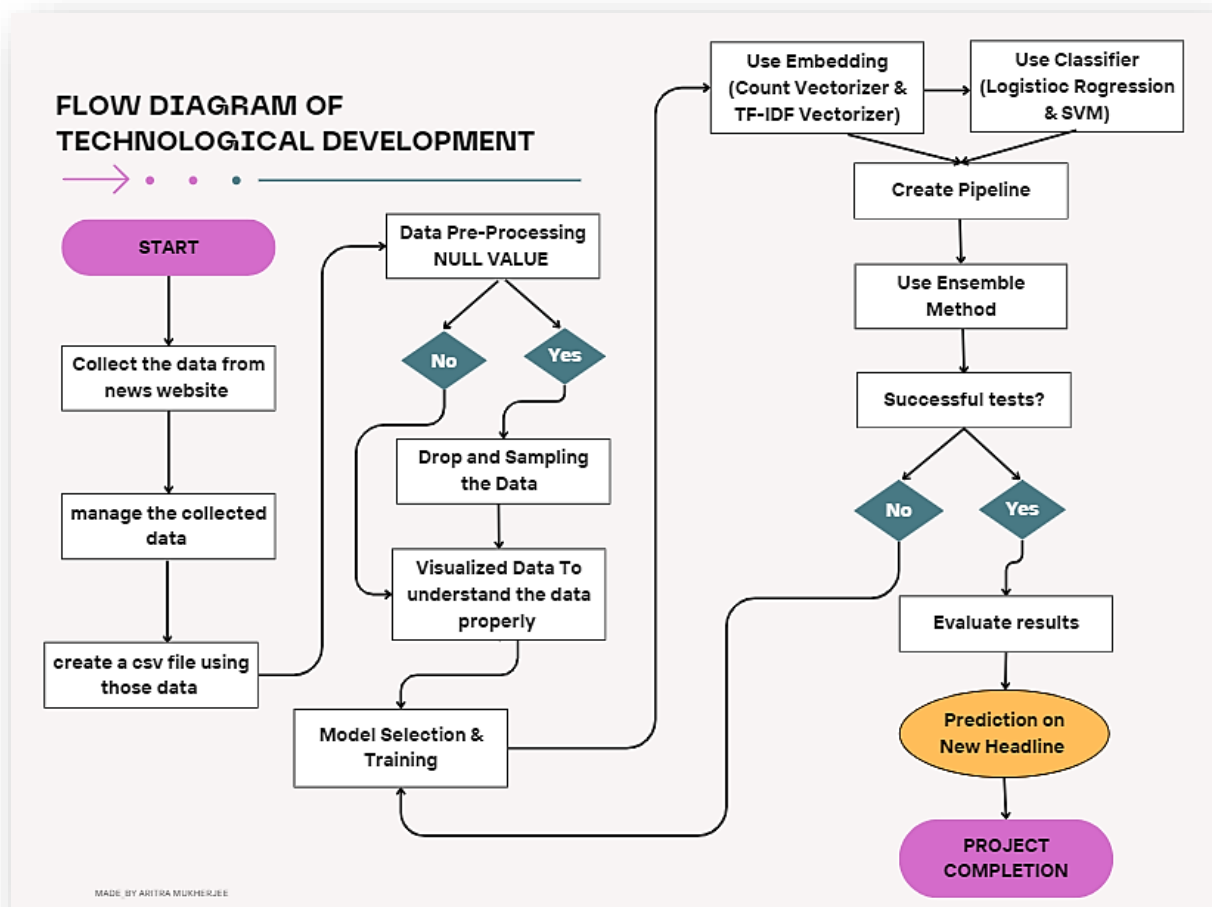 FLOW DIAGRAM OF
TECHNOLOGICAL DEVELOPMENT
START
Collect the data from
news website
manage the collected
data
create a csv file using
those data
Data Pre-Processing
NULL VALUE
No
Yes
Drop and Sampling
the Data
Visualized Data To
understand the data
properly
Model Selection &
Training
Use Embedding
(Count Vectorizer &
TF-IDF Vectorizer)
Use Classifier
(Logistioc Rogression
& SVM)
Create Pipeline
Use Ensemble
Method
Successful tests?
No
Yes
Evaluate results
Prediction on
New Headline
PROJECT
COMPLETION
MADE_BY ARITRA MUKHERJEE